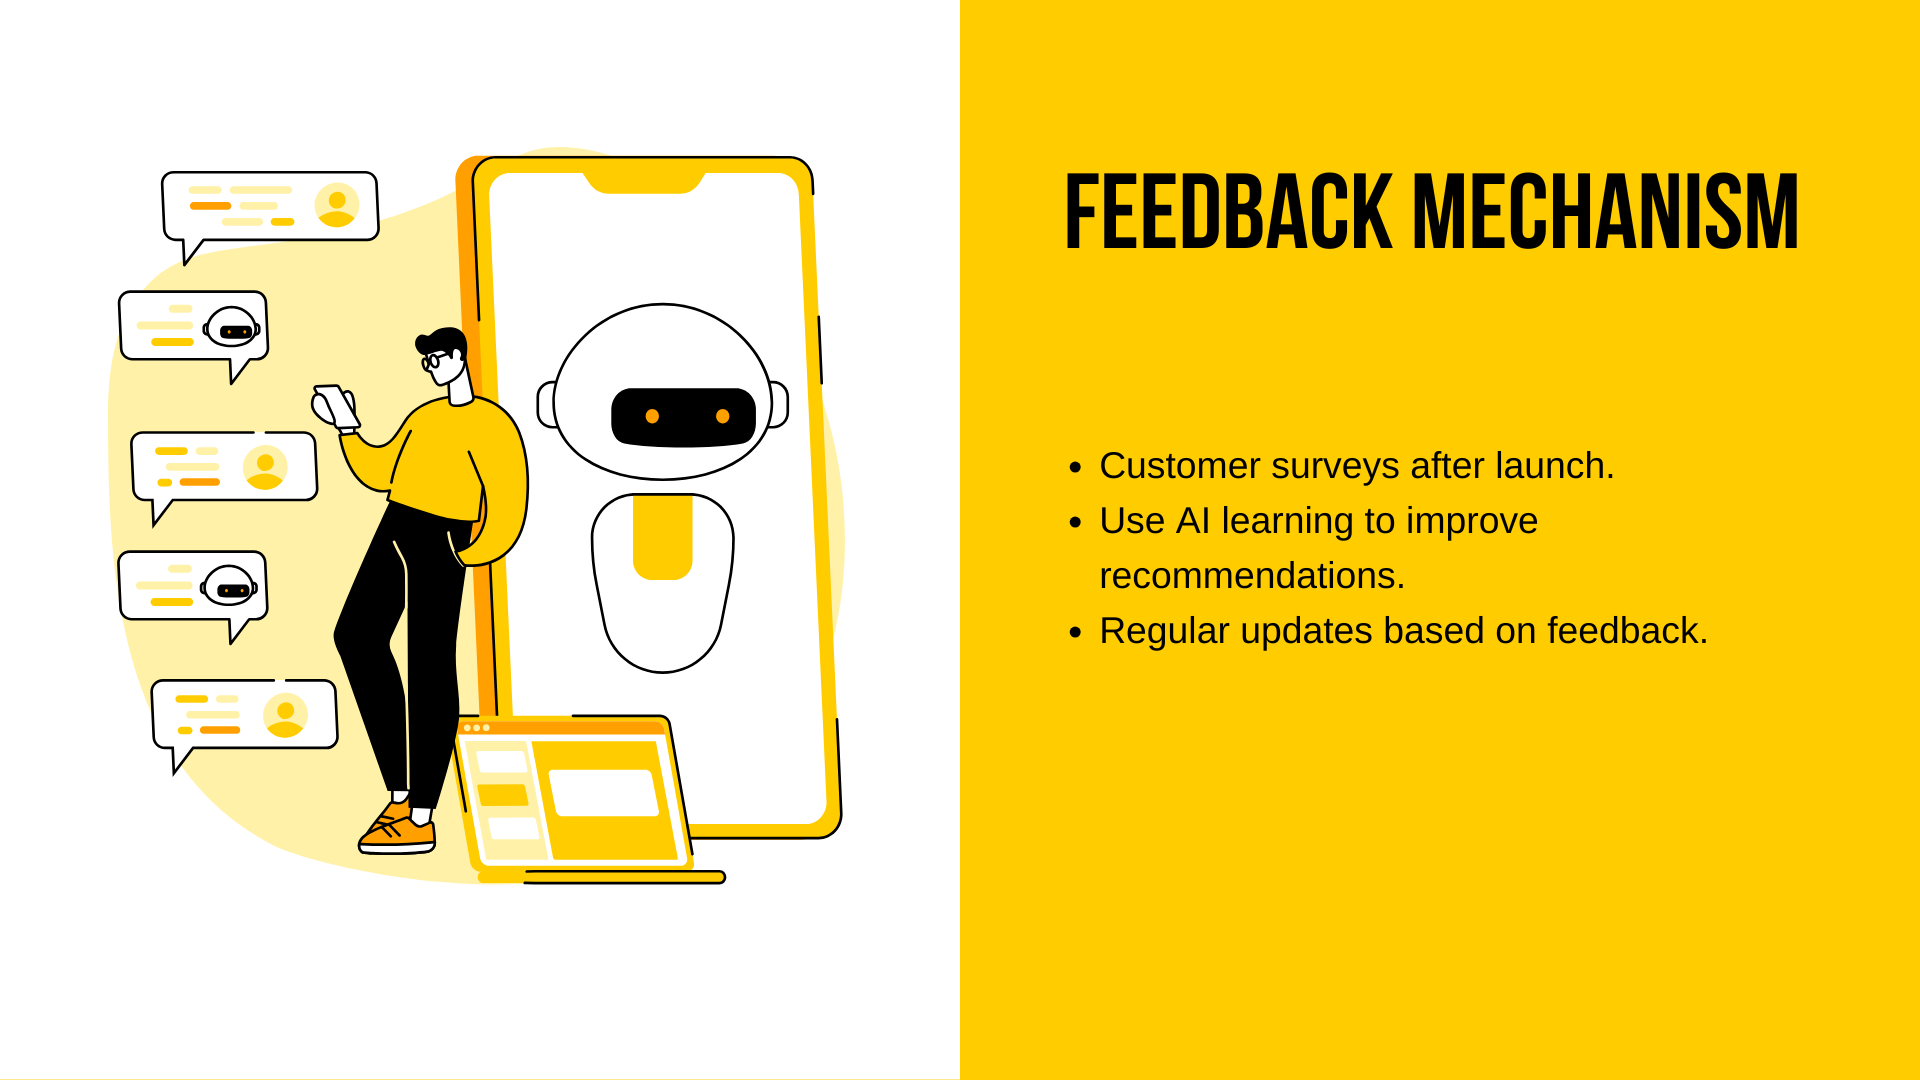 FEEDBACK MECHANISM
• Customer surveys after launch.
• Use AI learning to improve
recommendations.
• Regular updates based on feedback.